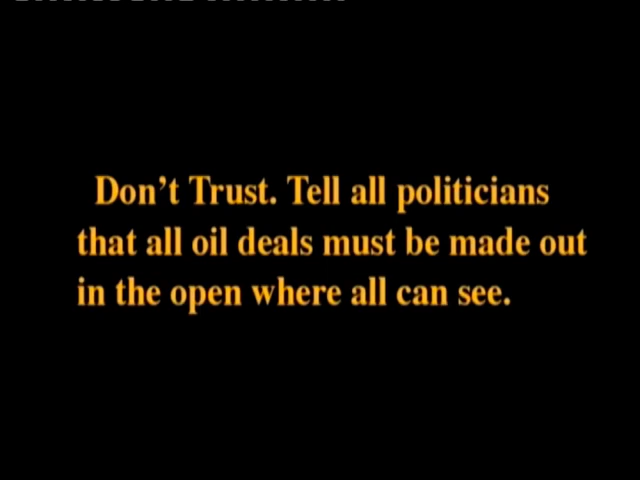 Don’t Trust. Tell all politicians
that all oil deals must be made out
in the open where all can see.